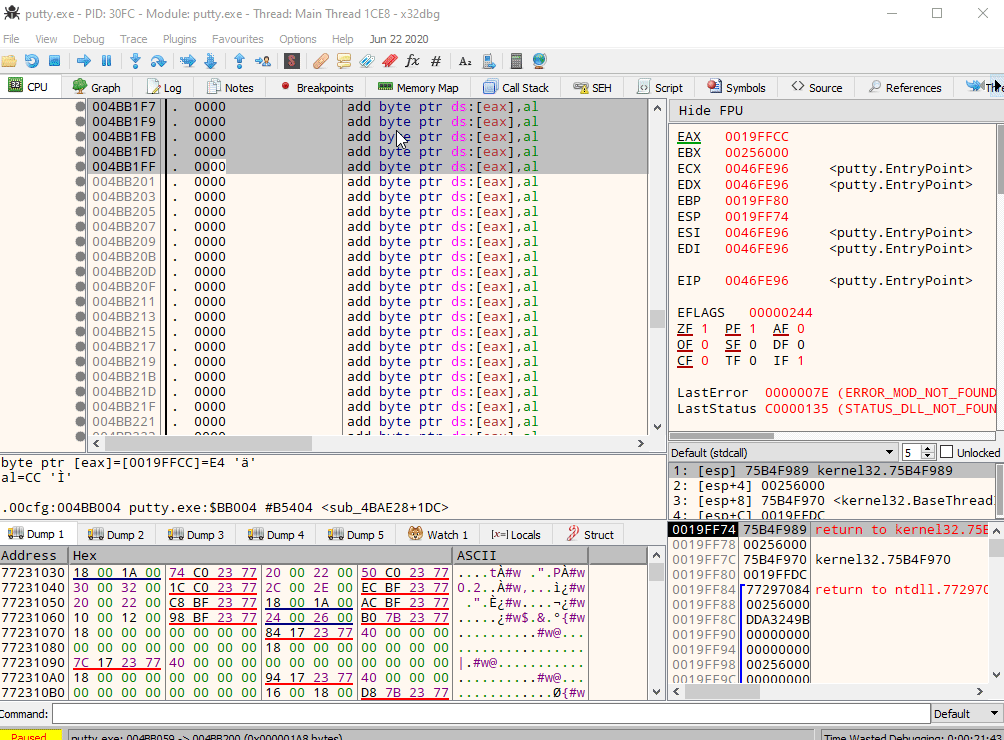 putty.exe - PID: 30FC - Module: putty.exe - Thread: Main Thread 1CE8 - x32dbg
File View Debug Trace Plugins Favourites Options Help Jun 22 2020
CPU Graph Log Notes Breakpoints Memory Map Call Stack SEH Script Symbols Source References
004BB1F7 . 0000 add byte ptr ds:[eax],al
004BB1F9 . 0000 add byte ptr ds:[eax],al
004BB1FB . 0000 add byte ptr ds:[eax],al
004BB1FD . 0000 add byte ptr ds:[eax],al
004BB1FF . 0000 add byte ptr ds:[eax],al
004BB201 . 0000 add byte ptr ds:[eax],al
004BB203 . 0000 add byte ptr ds:[eax],al
004BB205 . 0000 add byte ptr ds:[eax],al
004BB207 . 0000 add byte ptr ds:[eax],al
004BB209 . 0000 add byte ptr ds:[eax],al
004BB20B . 0000 add byte ptr ds:[eax],al
004BB20D . 0000 add byte ptr ds:[eax],al
004BB20F . 0000 add byte ptr ds:[eax],al
004BB211 . 0000 add byte ptr ds:[eax],al
004BB213 . 0000 add byte ptr ds:[eax],al
004BB215 . 0000 add byte ptr ds:[eax],al
004BB217 . 0000 add byte ptr ds:[eax],al
004BB219 . 0000 add byte ptr ds:[eax],al
004BB21B . 0000 add byte ptr ds:[eax],al
004BB21D . 0000 add byte ptr ds:[eax],al
004BB21F . 0000 add byte ptr ds:[eax],al
004BB221 . 0000 add byte ptr ds:[eax],al
Hide FPU
EAX 0019FFCC
EBX 00256000
ECX 0046FE96 <putty.EntryPoint>
EDX 0046FE96 <putty.EntryPoint>
EBP 0019FF80
ESP 0019FF74
ESI 0046FE96 <putty.EntryPoint>
EDI 0046FE96 <putty.EntryPoint>
EIP 0046FE96 <putty.EntryPoint>
EFLAGS 00000244
ZF 1 PF 1 AF 0
OF 0 SF 0 DF 0
CF 0 TF 0 IF 1
LastError 0000007E (ERROR_MOD_NOT_FOUND
LastStatus C0000135 (STATUS_DLL_NOT_FOUN
byte ptr [eax]=[0019FFCC]=E4 'ä'
al=CC 'Ì'
.00cfg:004BB004 putty.exe:$BB004 #B5404 <sub_4BAE28+1DC>
Default (stdcall) 5 Unlocked
1: [esp] 75B4F989 kernel32.75B4F989
2: [esp+4] 00256000
3: [esp+8] 75B4F970 <kernel32.BaseThread
4: [esp+C] 0019FFDC
Dump 1 Dump 2 Dump 3 Dump 4 Dump 5 Watch 1 [x=] Locals Struct
Address Hex ASCII
77231030 18 00 1A 00 74 C0 23 77 20 00 22 00 50 C0 23 77 ....tÀ#w .".PÀ#w
77231040 30 00 32 00 1C C0 23 77 2C 00 2E 00 EC BF 23 77 0.2..À#w,...ì¿#w
77231050 20 00 22 00 C8 BF 23 77 18 00 1A 00 AC BF 23 77 .".È¿#w....¬¿#w
77231060 10 00 12 00 98 BF 23 77 24 00 26 00 B0 7B 23 77 .....¿#w$.&.°{#w
77231070 18 00 00 00 00 00 00 00 84 17 23 77 40 00 00 00 ..........#w@...
77231080 00 00 00 00 00 00 00 00 18 00 00 00 00 00 00 00 ................
77231090 7C 17 23 77 40 00 00 00 00 00 00 00 00 00 00 00 |.#w@...........
772310A0 18 00 00 00 00 00 00 00 94 17 23 77 40 00 00 00 ..........#w@...
772310B0 00 00 00 00 00 00 00 00 16 00 18 00 D8 7B 23 77 ............Ø{#w
0019FF74 75B4F989 return to kernel32.75B
0019FF78 00256000
0019FF7C 75B4F970 kernel32.75B4F970
0019FF80 0019FFDC
0019FF84 77297084 return to ntdll.772970
0019FF88 00256000
0019FF8C DDA3249B
0019FF90 00000000
0019FF94 00000000
0019FF98 00256000
0019FF9C 00000000
Command: Default
Paused putty.exe: 004BB059 -> 004BB200 (0x000001A8 bytes) Time Wasted Debugging: 0:00:21:43